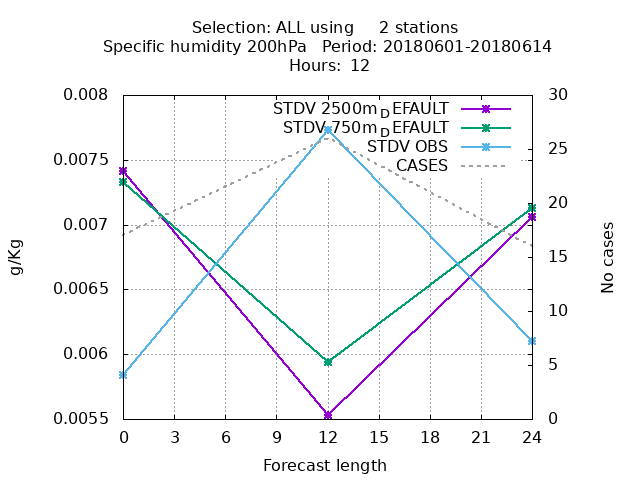 Selection: ALL using     2 stations
Specific humidity 200hPa   Period: 20180601-20180614
Hours: 12
STDV 2500m_DEFAULT
STDV 750m_DEFAULT
STDV OBS
CASES
0.008
0.0075
0.007
0.0065
0.006
0.0055
g/Kg
30
25
20
15
10
5
0
No cases
0 3 6 9 12 15 18 21 24
Forecast length